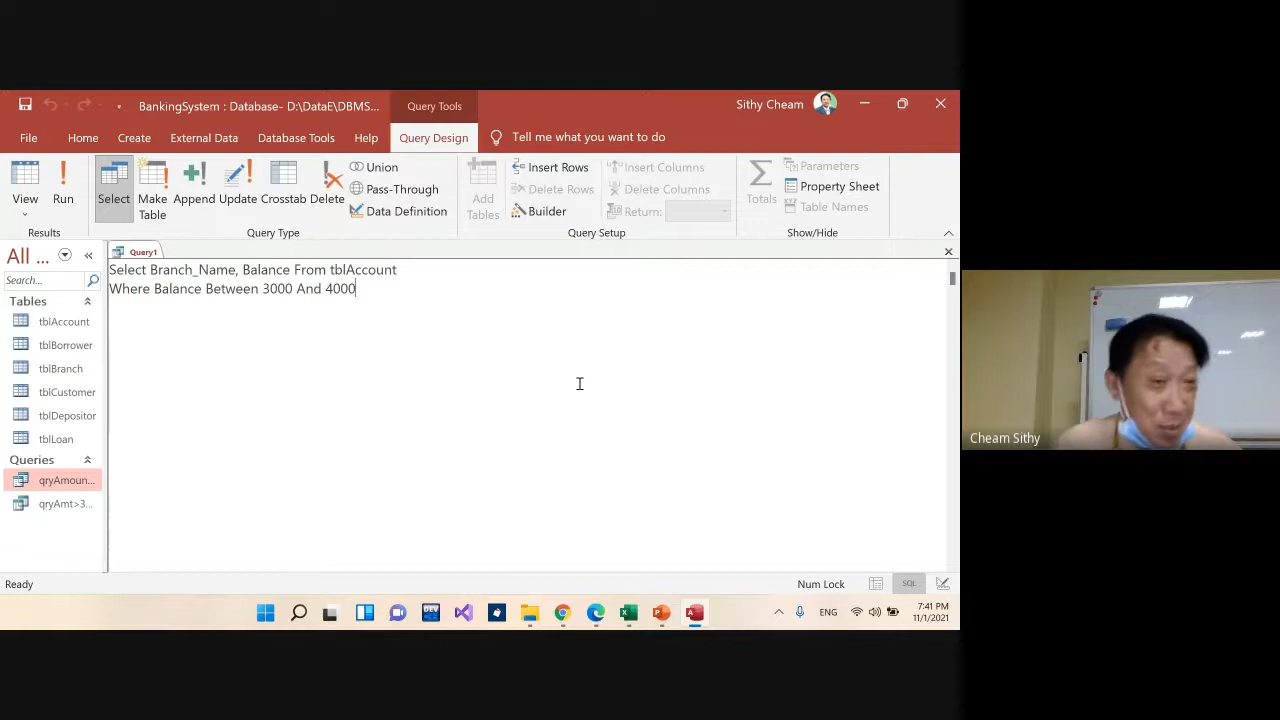 BankingSystem : Database- D:\DataE\DBMS...
Query Tools
Sithy Cheam
File
Home
Create
External Data
Database Tools
Help
Query Design
Tell me what you want to do
View
Run
Select
Make Table
Append
Update
Crosstab
Delete
Union
Pass-Through
Data Definition
Add Tables
Insert Rows
Delete Rows
Builder
Insert Columns
Delete Columns
Return:
Totals
Parameters
Property Sheet
Table Names
Results
Query Type
Query Setup
Show/Hide
All ...
Query1
Search...
Select Branch_Name, Balance From tblAccount
Where Balance Between 3000 And 4000
Tables
tblAccount
tblBorrower
tblBranch
tblCustomer
tblDepositor
tblLoan
Queries
qryAmoun...
qryAmt>3...
Cheam Sithy
Ready
Num Lock
SQL
DEV
ENG
7:41 PM
11/1/2021